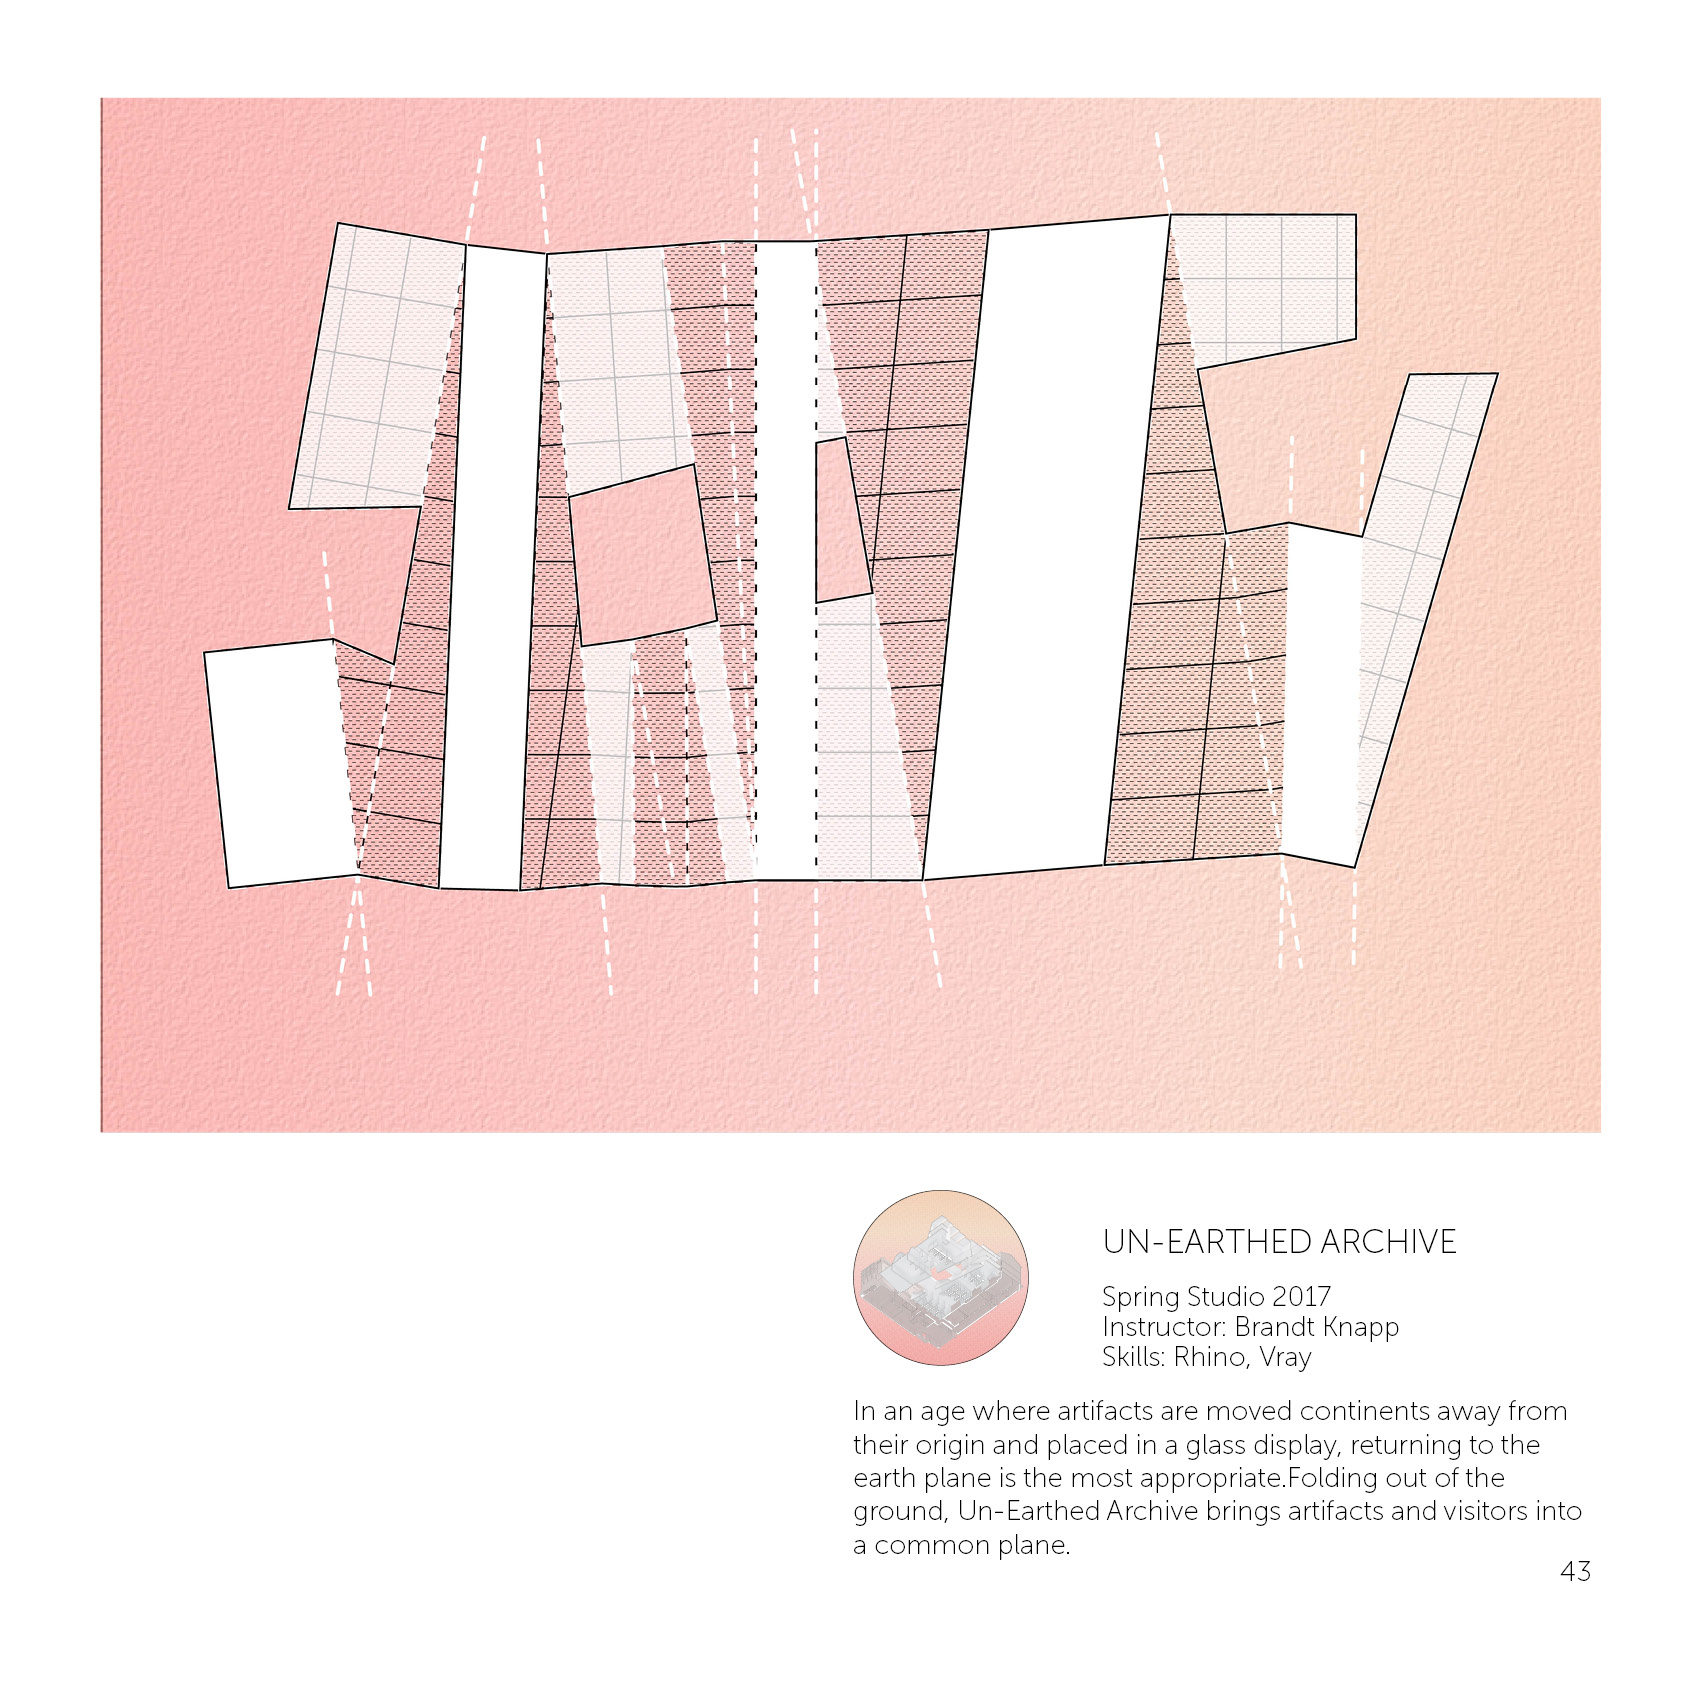 UN-EARTHED ARCHIVE
Spring Studio 2017
Instructor: Brandt Knapp
Skills: Rhino, Vray
In an age where artifacts are moved continents away from
their origin and placed in a glass display, returning to the
earth plane is the most appropriate.Folding out of the
ground, Un-Earthed Archive brings artifacts and visitors into
a common plane.
43